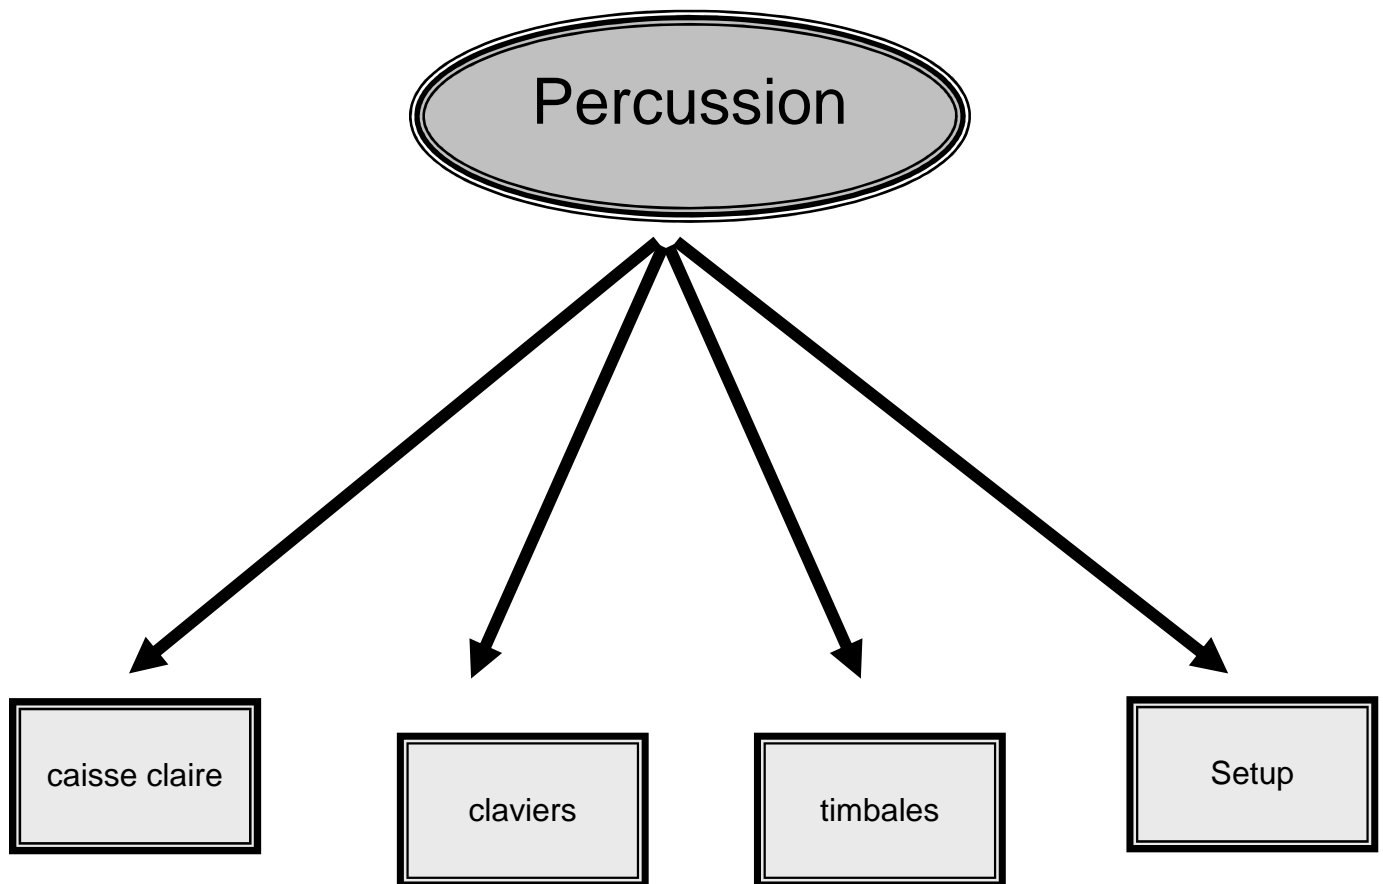 Percussion
caisse claire
claviers
timbales
Setup